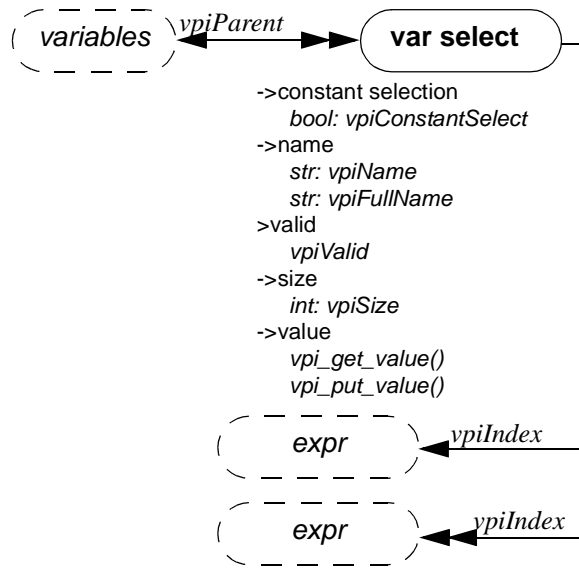 variables vpiParent var select
->constant selection
bool: vpiConstantSelect
->name
str: vpiName
str: vpiFullName
>valid
vpiValid
->size
int: vpiSize
->value
vpi_get_value()
vpi_put_value()
expr vpiIndex
expr vpiIndex